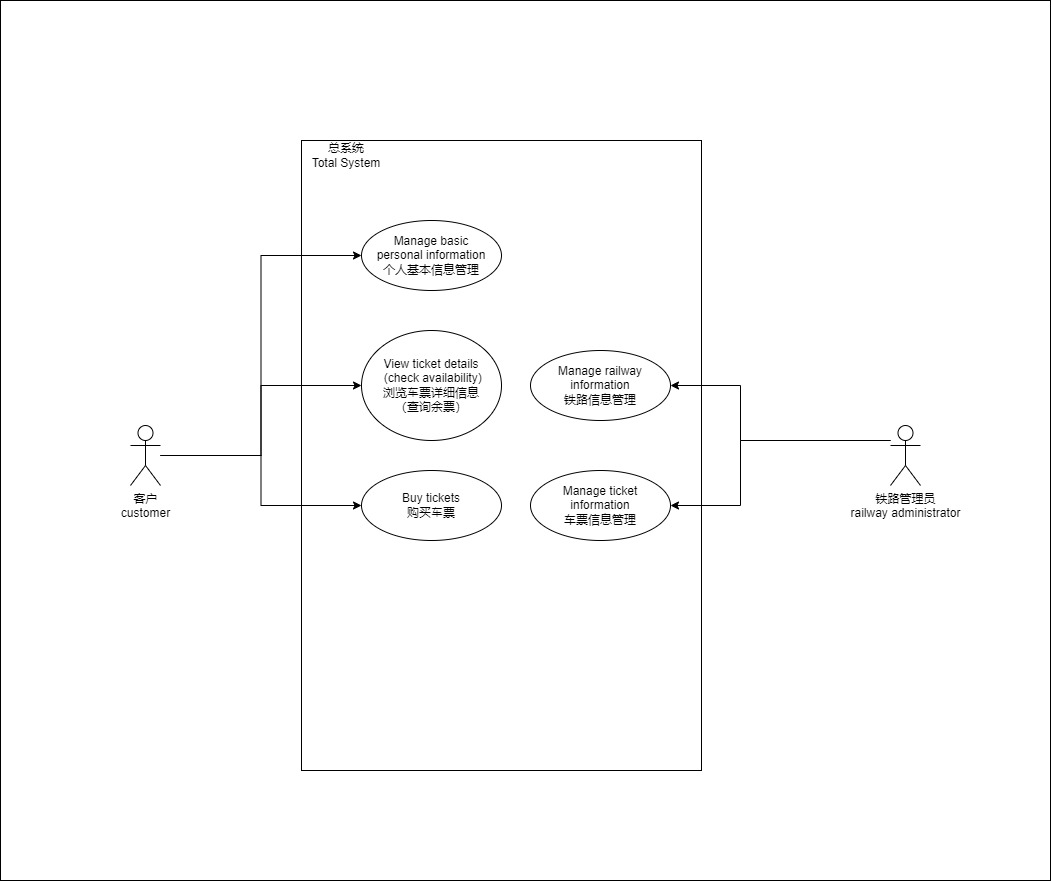 总系统
Total System
Manage basic
personal information
个人基本信息管理
View ticket details
(check availability)
浏览车票详细信息
（查询余票）
Manage railway
information
铁路信息管理
Buy tickets
购买车票
Manage ticket
information
车票信息管理
客户
customer
铁路管理员
railway administrator